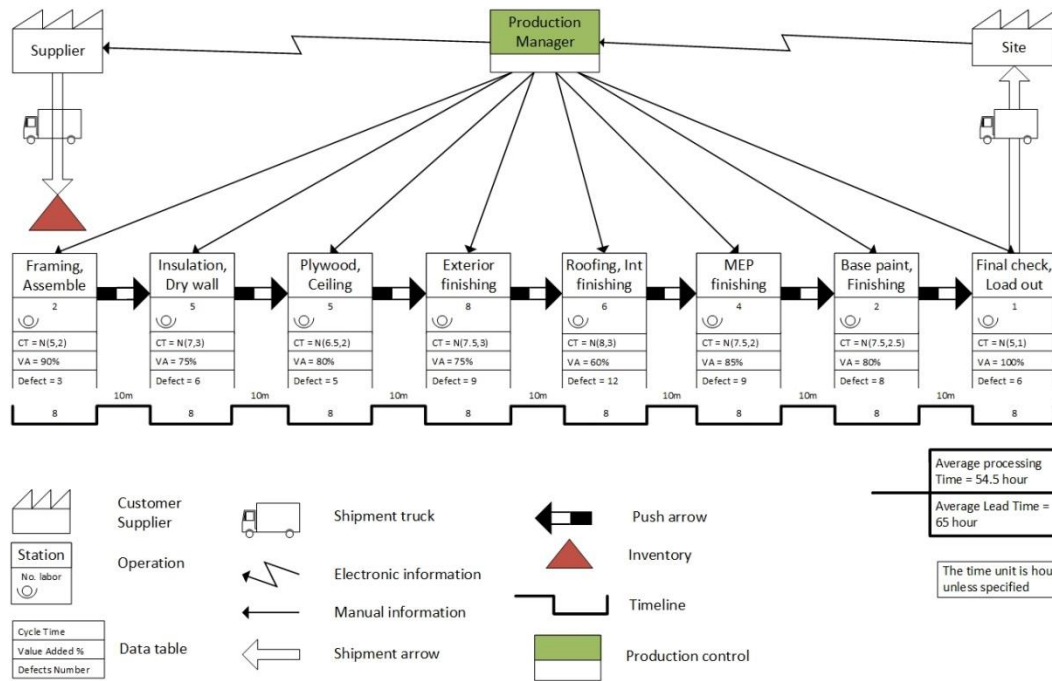 Production
Manager
Supplier
Site
Framing,
Assemble
2
CT = N(5,2)
VA = 90%
Defect = 3
Insulation,
Dry wall
5
CT = N(7,3)
VA = 75%
Defect = 6
Plywood,
Ceiling
5
CT = N(6.5,2)
VA = 80%
Defect = 5
Exterior
finishing
8
CT = N(7.5,3)
VA = 75%
Defect = 9
Roofing, Int
finishing
6
CT = N(8,3)
VA = 60%
Defect = 12
MEP
finishing
4
CT = N(7.5,2)
VA = 85%
Defect = 9
Base paint,
Finishing
2
CT = N(7.5,2.5)
VA = 80%
Defect = 8
Final check,
Load out
1
CT = N(5,1)
VA = 100%
Defect = 6
10m 10m 10m 10m 10m 10m 10m
8 8 8 8 8 8 8 8
Average processing
Time = 54.5 hour
Average Lead Time =
65 hour
The time unit is hou
unless specified
Customer
Supplier
Station
No. labor
Operation
Cycle Time
Value Added %
Defects Number
Data table
Shipment truck
Electronic information
Manual information
Shipment arrow
Push arrow
Inventory
Timeline
Production control